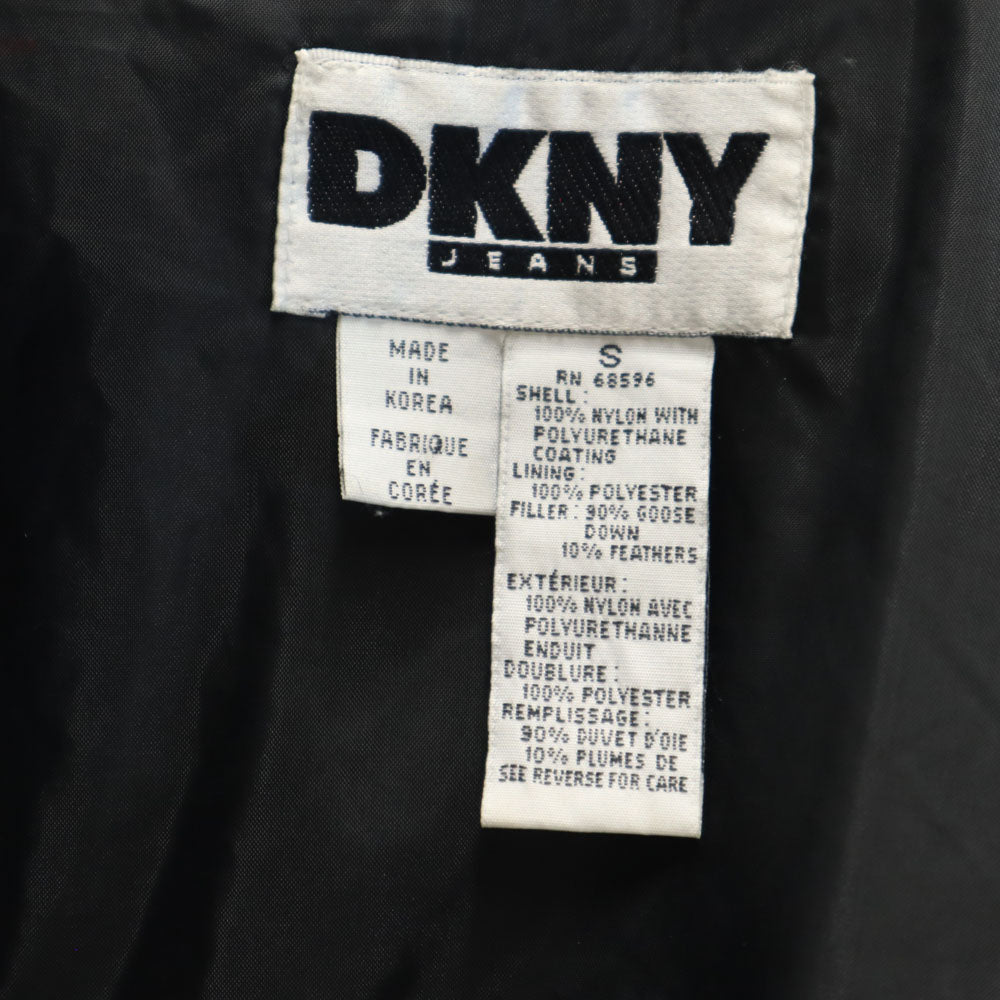 DKNY
JEANS
MADE
IN
KOREA
FABRIQUE
EN
CORÉE
S
RN 68596
SHELL:
100% NYLON WITH
POLYURETHANE
COATING
LINING:
100% POLYESTER
FILLER: 90% GOOSE
DOWN
10% FEATHERS
EXTÉRIEUR:
100% NYLON AVEC
POLYURETHANNE
ENDUIT
DOUBLURE:
100% POLYESTER
REMPLISSAGE:
90% DUVET D'OIE
10% PLUMES DE
SEE REVERSE FOR CARE